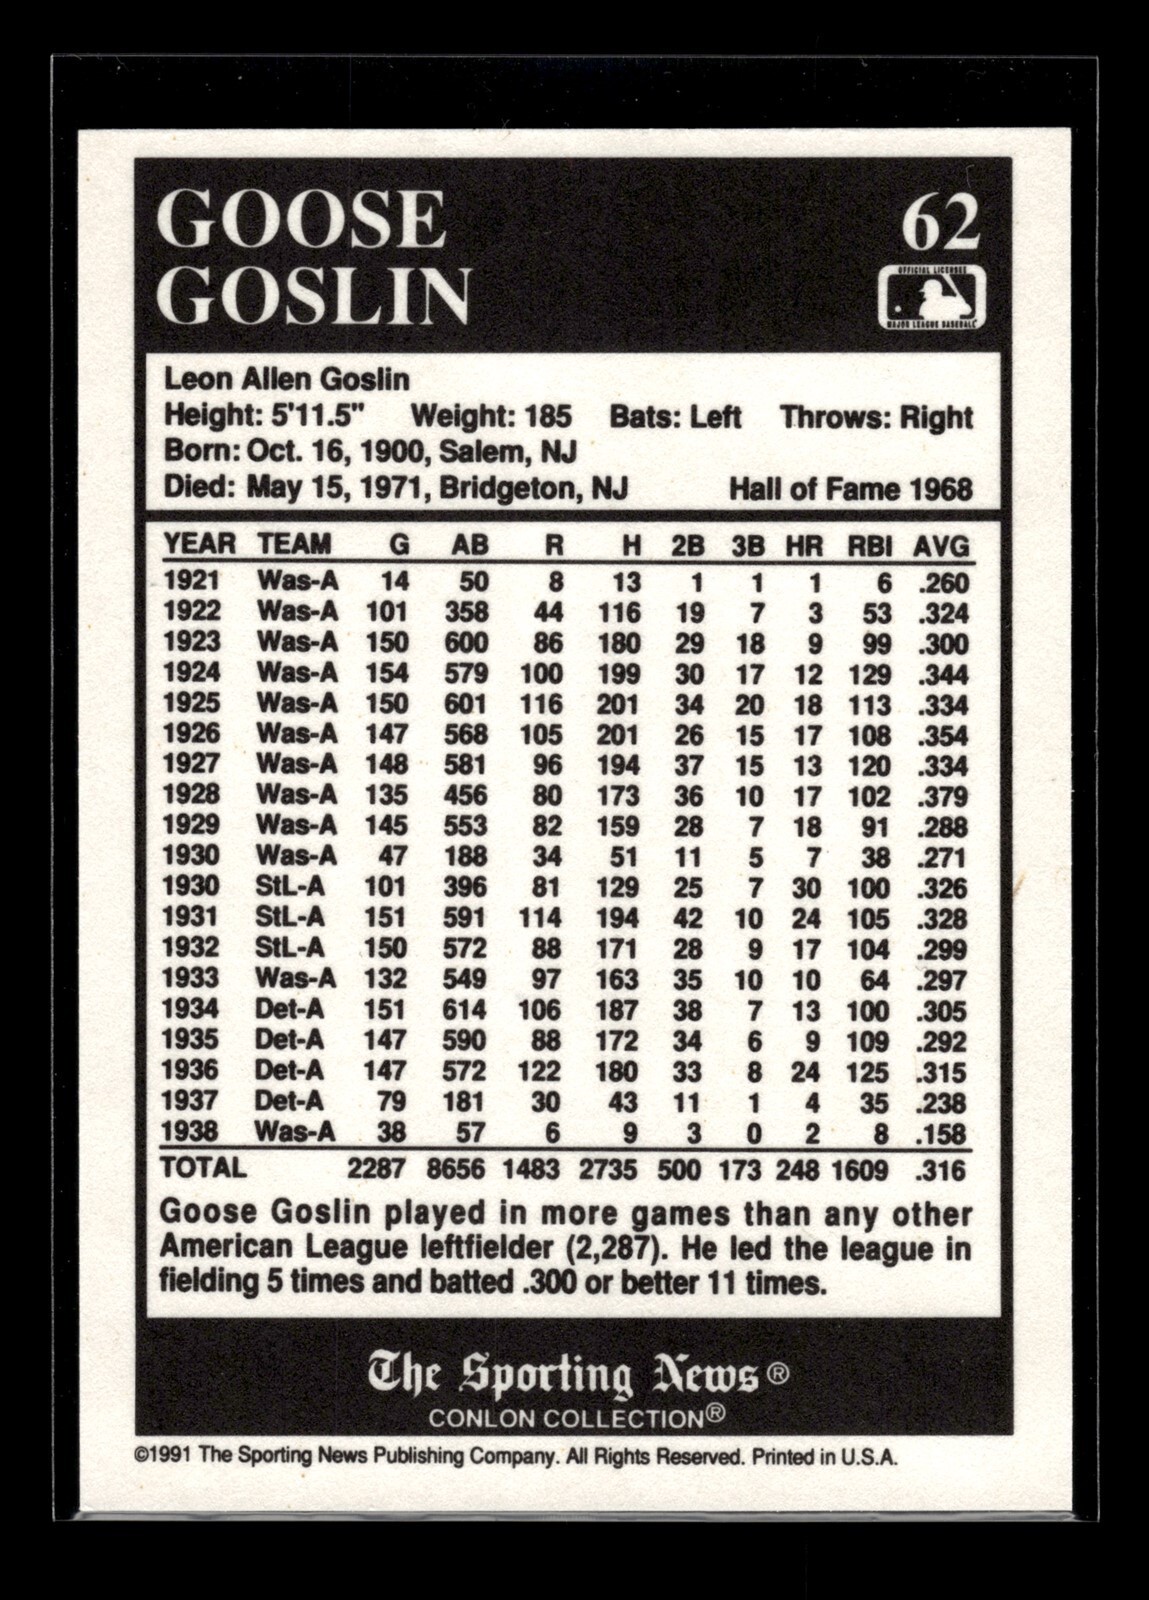 GOOSE
GOSLIN
62
OFFICIAL LICENSEE
MAJOR LEAGUE BASEBALL
Leon Allen Goslin
Height: 5'11.5" Weight: 185 Bats: Left Throws: Right
Born: Oct. 16, 1900, Salem, NJ
Died: May 15, 1971, Bridgeton, NJ Hall of Fame 1968
YEAR TEAM G AB R H 2B 3B HR RBI AVG
1921 Was-A 14 50 8 13 1 1 1 6 .260
1922 Was-A 101 358 44 116 19 7 3 53 .324
1923 Was-A 150 600 86 180 29 18 9 99 .300
1924 Was-A 154 579 100 199 30 17 12 129 .344
1925 Was-A 150 601 116 201 34 20 18 113 .334
1926 Was-A 147 568 105 201 26 15 17 108 .354
1927 Was-A 148 581 96 194 37 15 13 120 .334
1928 Was-A 135 456 80 173 36 10 17 102 .379
1929 Was-A 145 553 82 159 28 7 18 91 .288
1930 Was-A 47 188 34 51 11 5 7 38 .271
1930 StL-A 101 396 81 129 25 7 30 100 .326
1931 StL-A 151 591 114 194 42 10 24 105 .328
1932 StL-A 150 572 88 171 28 9 17 104 .299
1933 Was-A 132 549 97 163 35 10 10 64 .297
1934 Det-A 151 614 106 187 38 7 13 100 .305
1935 Det-A 147 590 88 172 34 6 9 109 .292
1936 Det-A 147 572 122 180 33 8 24 125 .315
1937 Det-A 79 181 30 43 11 1 4 35 .238
1938 Was-A 38 57 6 9 3 0 2 8 .158
TOTAL 2287 8656 1483 2735 500 173 248 1609 .316
Goose Goslin played in more games than any other
American League leftfielder (2,287). He led the league in
fielding 5 times and batted .300 or better 11 times.
The Sporting News®
CONLON COLLECTION®
©1991 The Sporting News Publishing Company. All Rights Reserved. Printed in U.S.A.